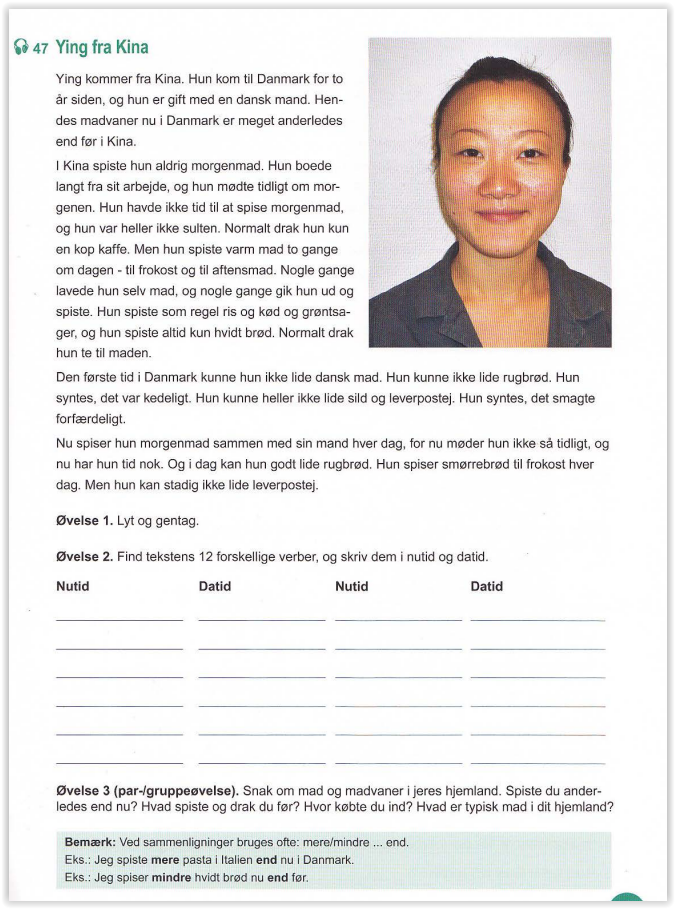 47 Ying fra Kina
Ying kommer fra Kina. Hun kom til Danmark for to
år siden, og hun er gift med en dansk mand. Hen-
des madvaner nu i Danmark er meget anderledes
end før i Kina.
I Kina spiste hun aldrig morgenmad. Hun boede
langt fra sit arbejde, og hun mødte tidligt om mor-
genen. Hun havde ikke tid til at spise morgenmad,
og hun var heller ikke sulten. Normalt drak hun kun
en kop kaffe. Men hun spiste varm mad to gange
om dagen - til frokost og til aftensmad. Nogle gange
lavede hun selv mad, og nogle gange gik hun ud og
spiste. Hun spiste som regel ris og kød og grøntsa-
ger, og hun spiste altid kun hvidt brød. Normalt drak
hun te til maden.
Den første tid i Danmark kunne hun ikke lide dansk mad. Hun kunne ikke lide rugbrød. Hun
syntes, det var kedeligt. Hun kunne heller ikke lide sild og leverpostej. Hun syntes, det smagte
forfærdeligt.
Nu spiser hun morgenmad sammen med sin mand hver dag, for nu møder hun ikke så tidligt, og
nu har hun tid nok. Og i dag kan hun godt lide rugbrød. Hun spiser smørrebrød til frokost hver
dag. Men hun kan stadig ikke lide leverpostej.
Øvelse 1. Lyt og gentag.
Øvelse 2. Find tekstens 12 forskellige verber, og skriv dem i nutid og datid.
Nutid Datid Nutid Datid
Øvelse 3 (par-/gruppeøvelse). Snak om mad og madvaner i jeres hjemland. Spiste du ander-
ledes end nu? Hvad spiste og drak du før? Hvor købte du ind? Hvad er typisk mad i dit hjemland?
Bemærk: Ved sammenligninger bruges ofte: mere/mindre ... end.
Eks.: Jeg spiste mere pasta i Italien end nu i Danmark.
Eks.: Jeg spiser mindre hvidt brød nu end før.